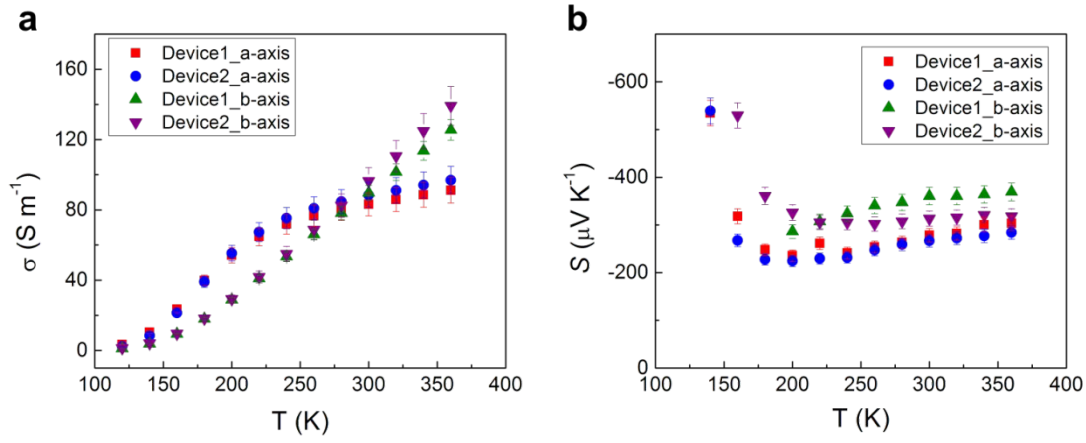 a
160
120
80
40
0
σ (S m⁻¹)
100 150 200 250 300 350 400
T (K)
Device1_a-axis
Device2_a-axis
Device1_b-axis
Device2_b-axis
b
-600
-400
-200
0
S (μV K⁻¹)
100 150 200 250 300 350 400
T (K)
Device1_a-axis
Device2_a-axis
Device1_b-axis
Device2_b-axis